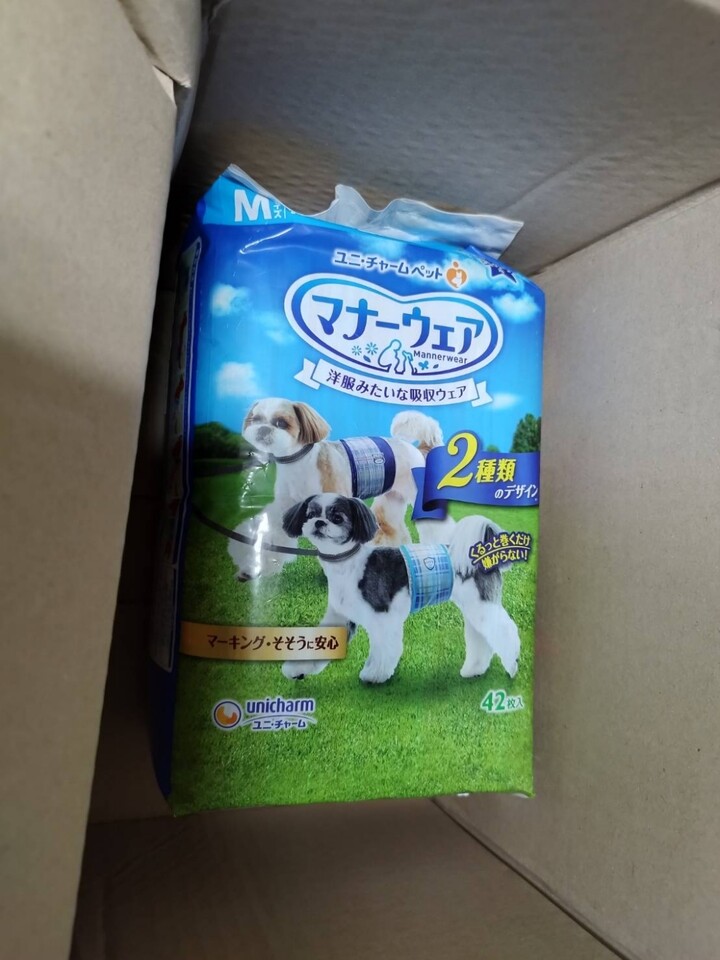 M
サイズ
ユニ・チャーム ペット
マナーウェア
Mannerwear
洋服みたいな吸収ウェア
2種類
のデザイン
くるっと巻くだけ
嫌がらない!
マーキング・そそうに安心
unicharm
ユニ・チャーム
42枚入